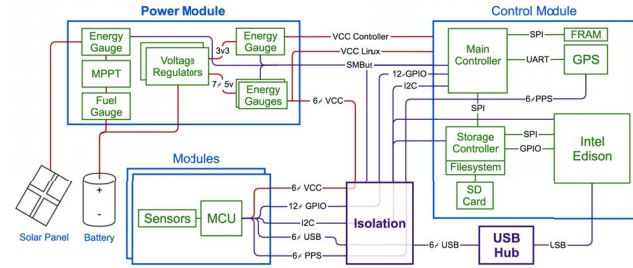 Power Module
Control Module
Energy
Gauge
MPPT
Fuel
Gauge
Voltage
Regulators
3v3
7⁄ 5v
Energy
Gauge
Energy
Gauges
VCC Controller
VCC Lirux
SMBus
12⁄GPIO
I2C
6⁄ VCC
6⁄PPS
Main
Controller
SPI
FRAM
UART
GPS
SPI
Storage
Controller
Filesystem
SD
Card
SPI
GPIO
Intel
Edison
Solar Panel
+
-
Battery
Modules
Sensors
MCU
6⁄ VCC
12⁄ GPIO
I2C
6⁄ USB
6⁄ PPS
Isolation
6⁄ USB
USB
Hub
USB